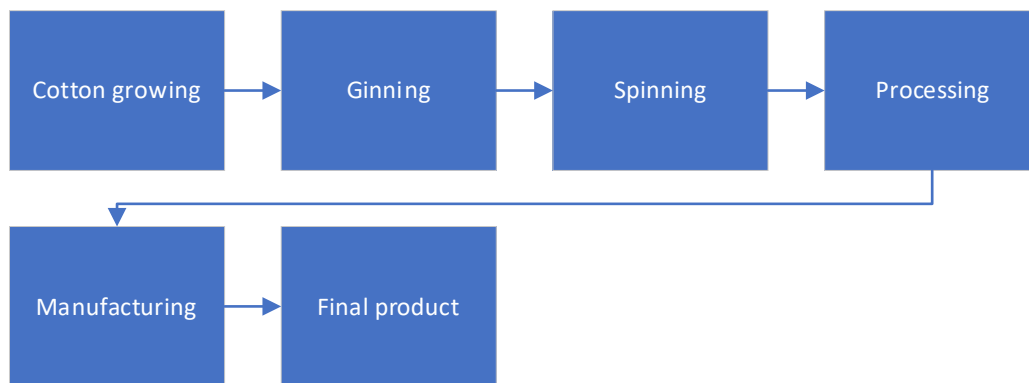 Cotton growing
Ginning
Spinning
Processing
Manufacturing
Final product